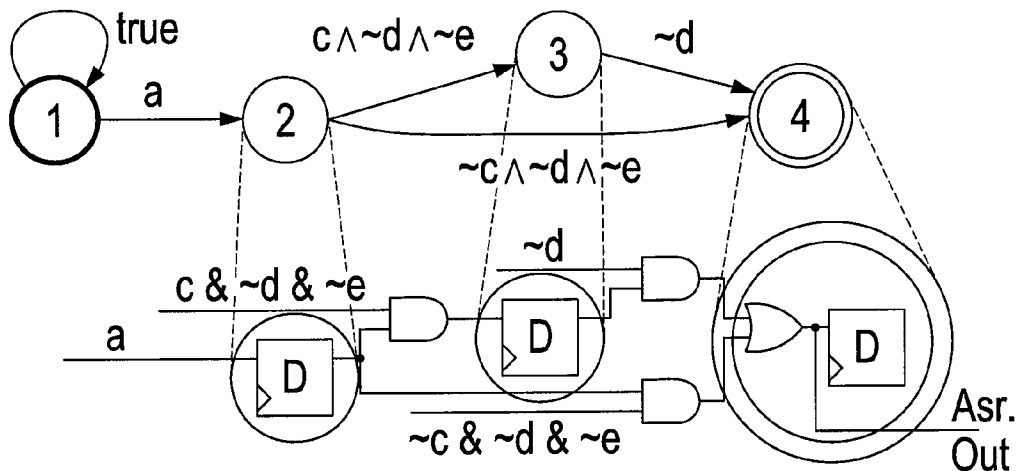 true
c∧~d∧~e
3
~d
1
a
2
4
~c∧~d∧~e
~d
c & ~d & ~e
a
D
D
D
~c & ~d & ~e
Asr.
Out